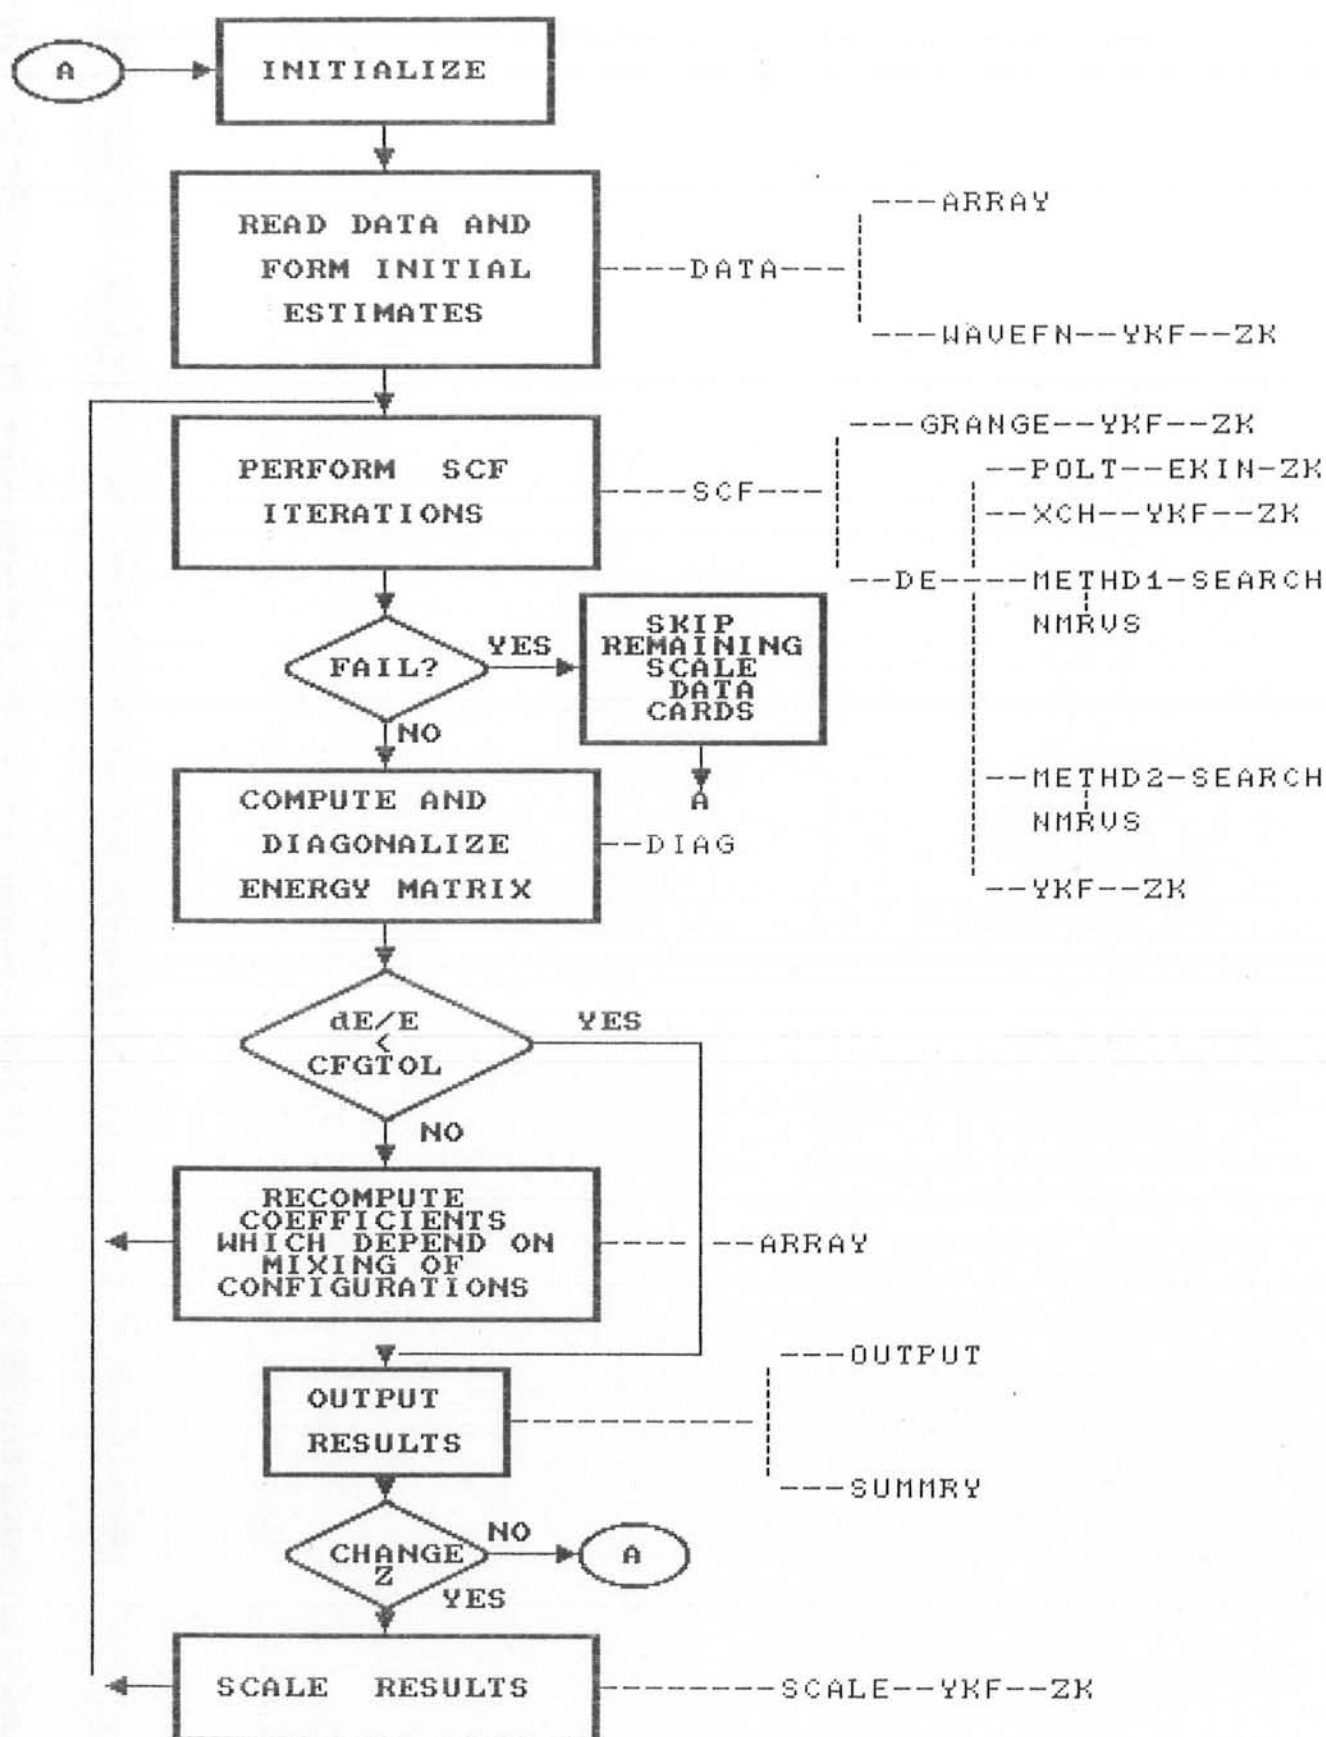 A
INITIALIZE
READ DATA AND
FORM INITIAL
ESTIMATES
----DATA---
---ARRAY
---WAVEFN--YKF--ZK
PERFORM SCF
ITERATIONS
----SCF---
---GRANGE--YKF--ZK
--POLT--EKIN-ZK
--XCH--YKF--ZK
--DE----METHD1-SEARCH
NMRVS
FAIL?
YES
NO
SKIP
REMAINING
SCALE
DATA
CARDS
A
--METHD2-SEARCH
NMRVS
--YKF--ZK
COMPUTE AND
DIAGONALIZE
ENERGY MATRIX
--DIAG
dE/E
<
CFGTOL
YES
NO
RECOMPUTE
COEFFICIENTS
WHICH DEPEND ON
MIXING OF
CONFIGURATIONS
---- --ARRAY
OUTPUT
RESULTS
---OUTPUT
---SUMMRY
CHANGE
Z
NO
A
YES
SCALE RESULTS
--------SCALE--YKF--ZK